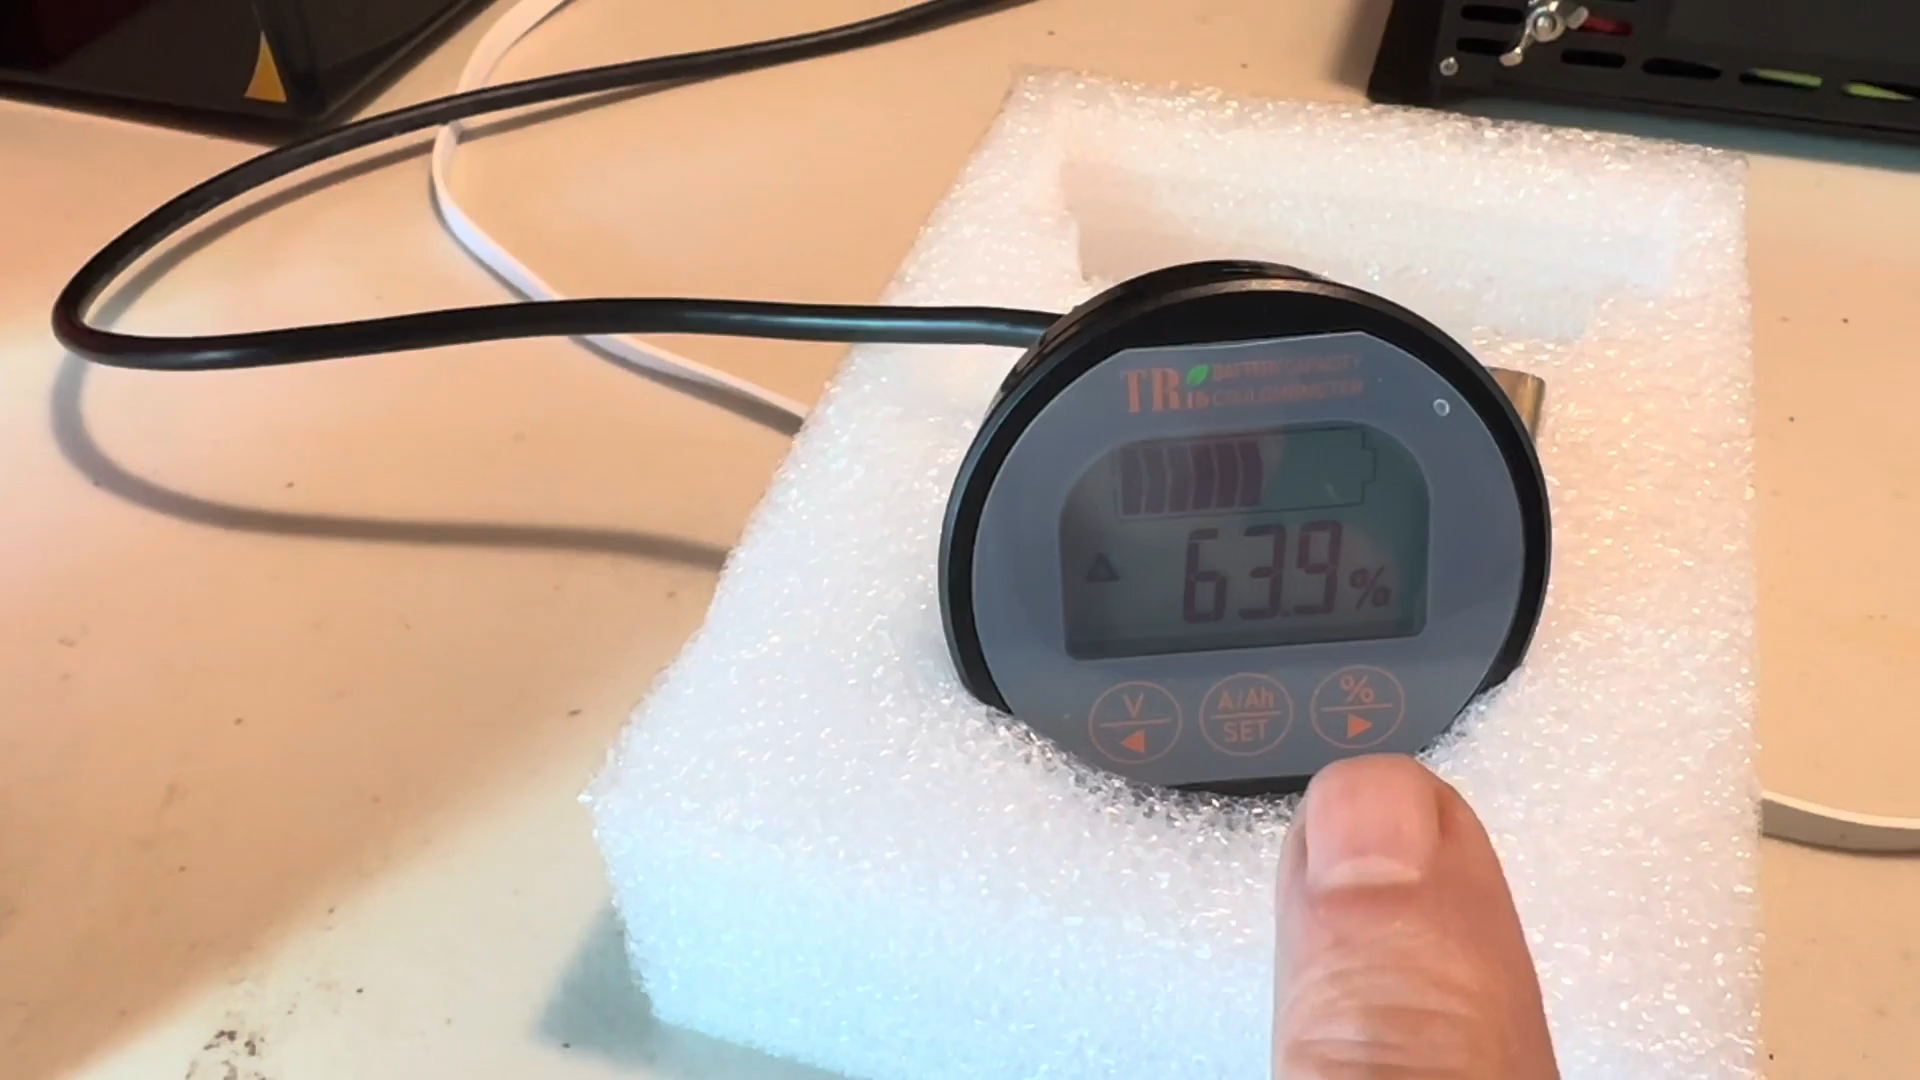 TR16 BATTERY CAPACITY
COULOMBMETER
63.9%
V A/Ah %
◀ SET ▶